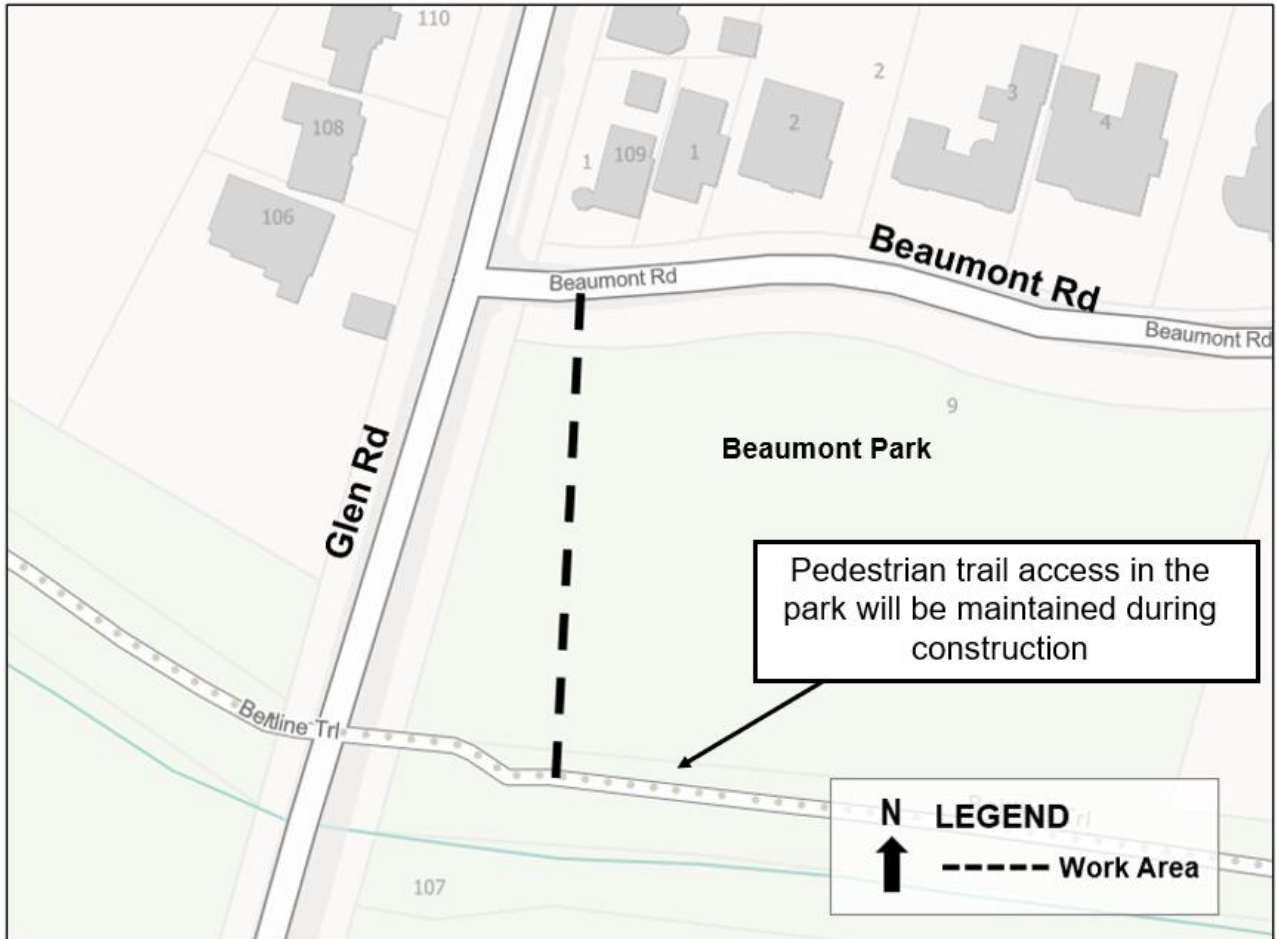 110
108
106
1
109
1
2
2
3
4
Beaumont Rd
Beaumont Rd
Beaumont Rd
9
Beaumont Park
Glen Rd
Pedestrian trail access in the
park will be maintained during
construction
Beltline Trl
N LEGEND
Work Area
107